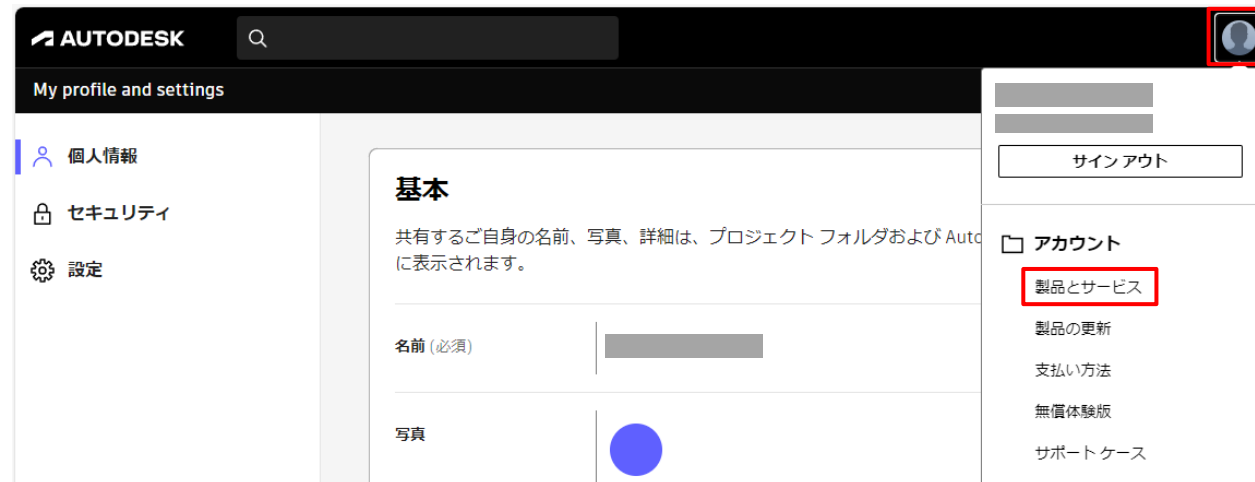 AUTODESK
My profile and settings
個人情報
セキュリティ
設定
基本
共有するご自身の名前、写真、詳細は、プロジェクト フォルダおよび Auto
に表示されます。
名前 (必須)
写真
サイン アウト
アカウント
製品とサービス
製品の更新
支払い方法
無償体験版
サポート ケース